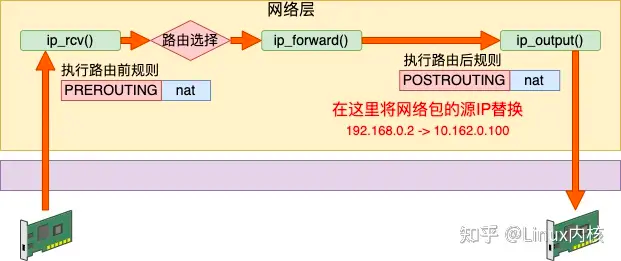 网络层
ip_rcv()
路由选择
ip_forward()
ip_output()
执行路由前规则
PREROUTING nat
执行路由后规则
POSTROUTING nat
在这里将网络包的源IP替换
192.168.0.2 -> 10.162.0.100
知乎 @Linux内核